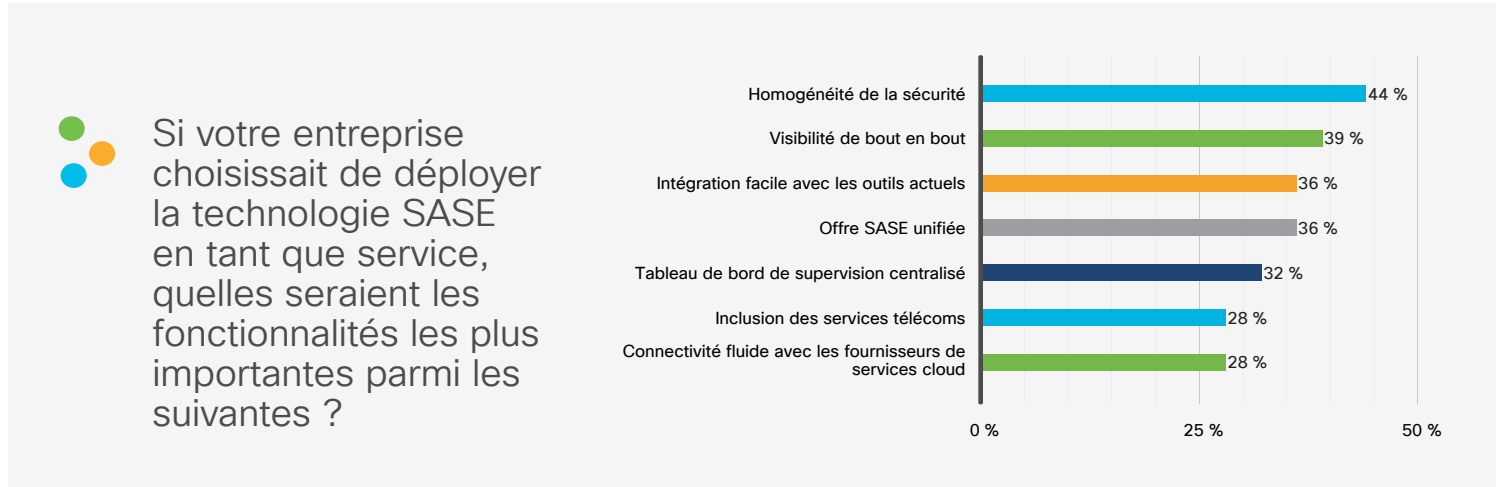 Si votre entreprise
choisissait de déployer
la technologie SASE
en tant que service,
quelles seraient les
fonctionnalités les plus
importantes parmi les
suivantes ?
Homogénéité de la sécurité
44 %
Visibilité de bout en bout
39 %
Intégration facile avec les outils actuels
36 %
Offre SASE unifiée
36 %
Tableau de bord de supervision centralisé
32 %
Inclusion des services télécoms
28 %
Connectivité fluide avec les fournisseurs de
services cloud
28 %
0 %
25 %
50 %